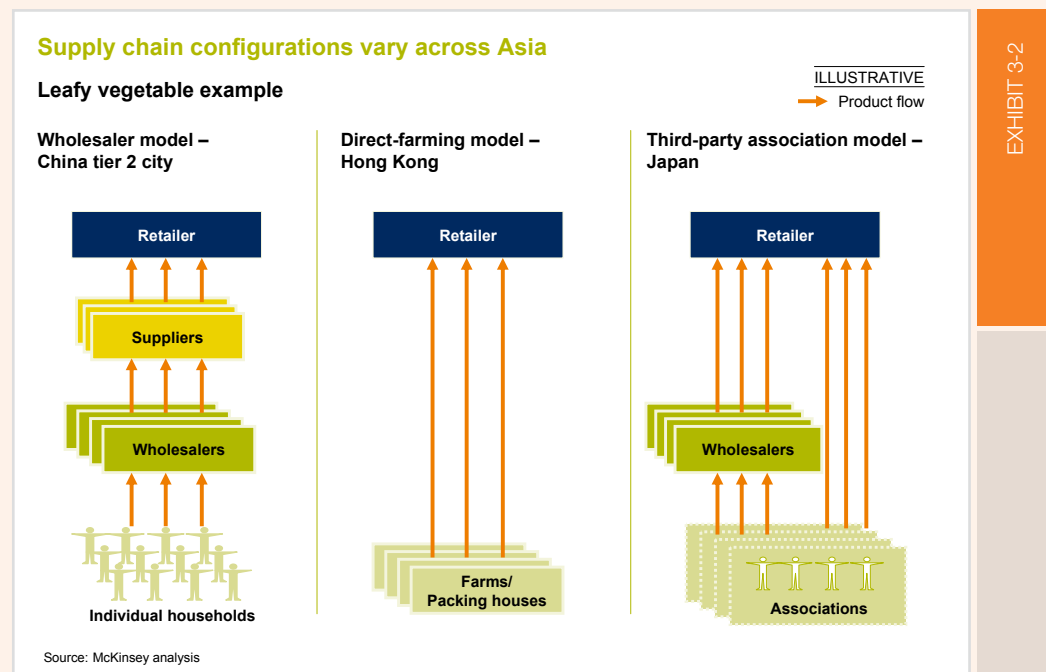 Supply chain configurations vary across Asia
Leafy vegetable example
ILLUSTRATIVE
Product flow
Wholesaler model –
China tier 2 city
Retailer
Suppliers
Wholesalers
Individual households
Direct-farming model –
Hong Kong
Retailer
Farms/
Packing houses
Third-party association model –
Japan
Retailer
Wholesalers
Associations
Source: McKinsey analysis
EXHIBIT 3-2